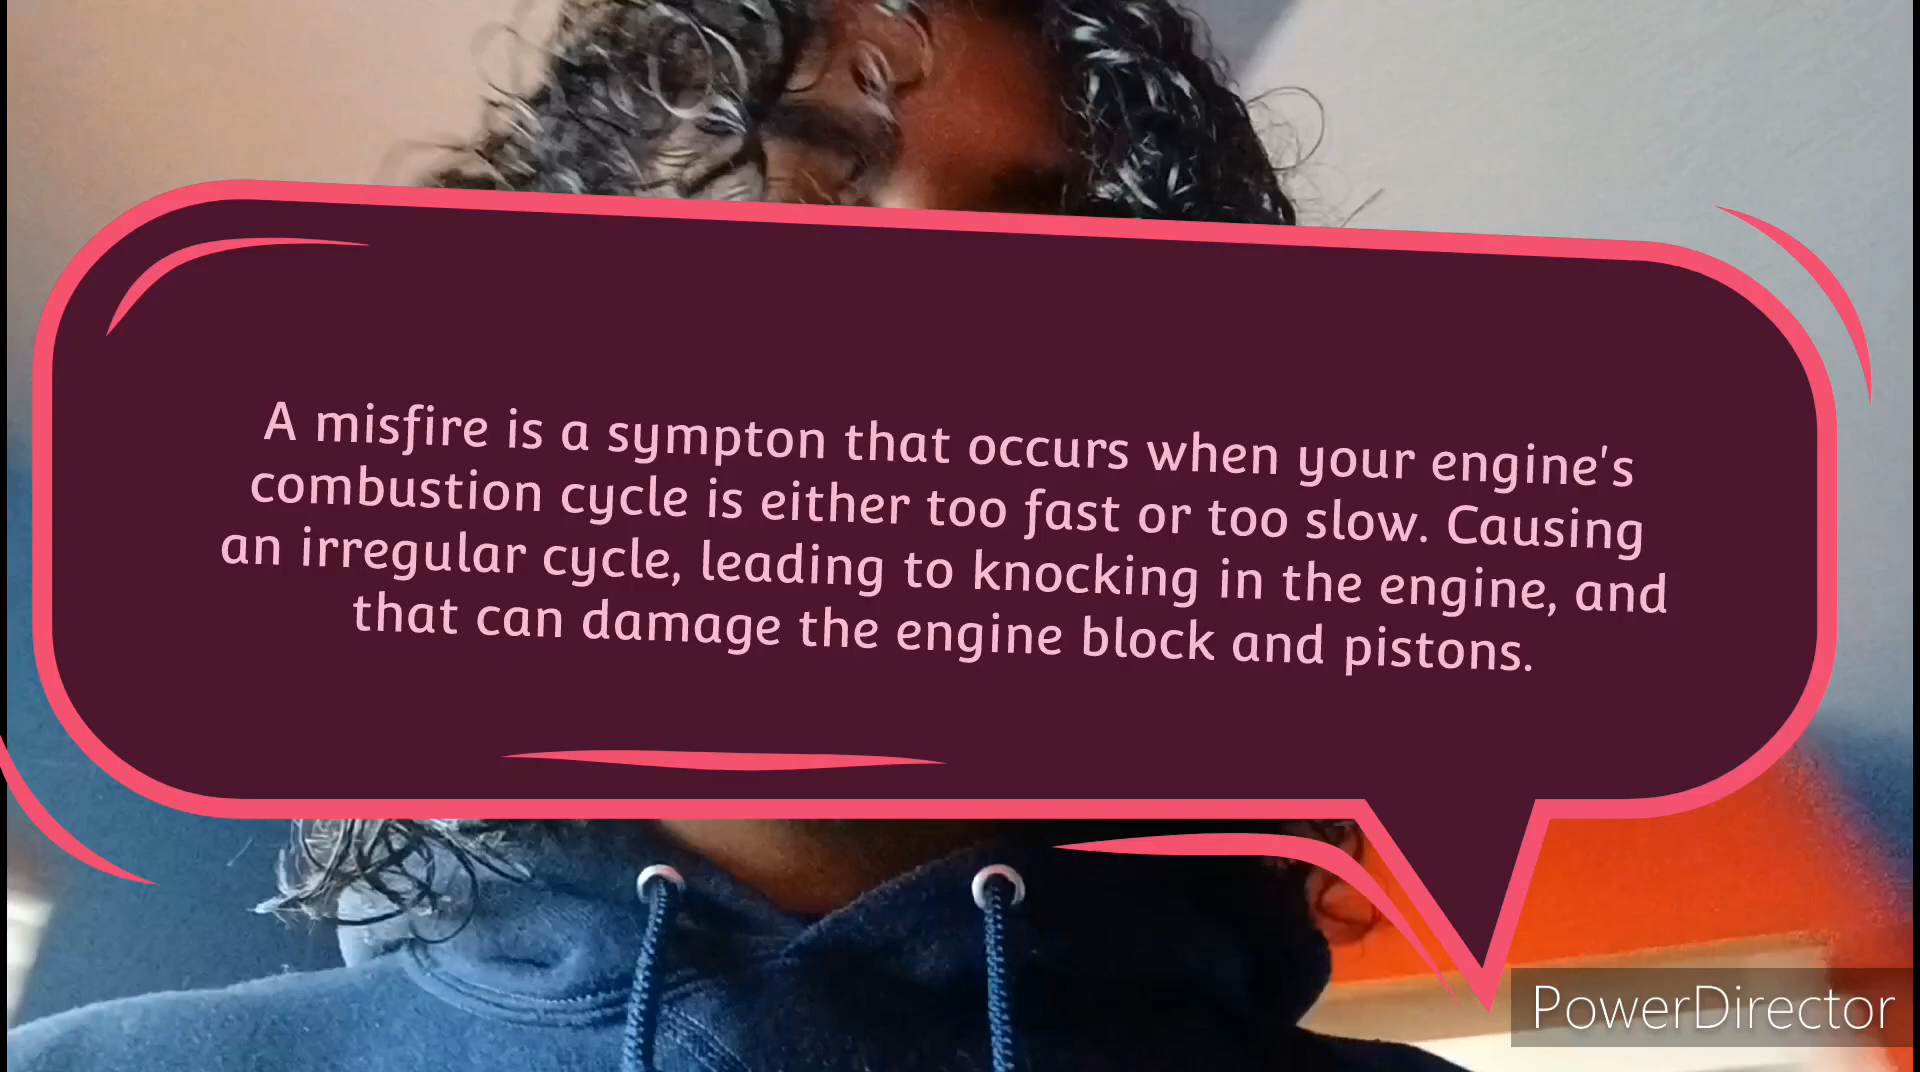 A misfire is a sympton that occurs when your engine's
combustion cycle is either too fast or too slow. Causing
an irregular cycle, leading to knocking in the engine, and
that can damage the engine block and pistons.
PowerDirector